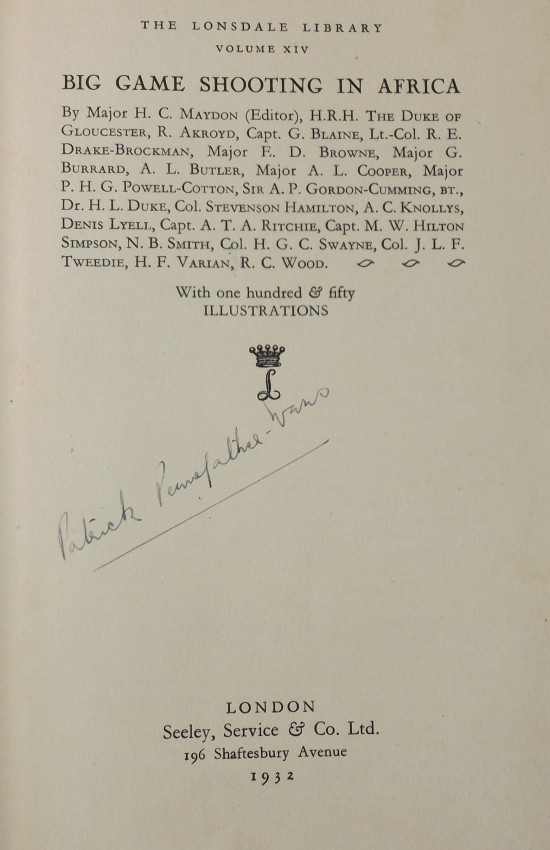 THE LONSDALE LIBRARY
VOLUME XIV
BIG GAME SHOOTING IN AFRICA
By Major H. C. MAYDON (Editor), H.R.H. THE DUKE OF
GLOUCESTER, R. AKROYD, Capt. G. BLAINE, Lt.-Col. R. E.
DRAKE-BROCKMAN, Major E. D. BROWNE, Major G.
BURRARD, A. L. BUTLER, Major A. L. COOPER, Major
P. H. G. POWELL-COTTON, SIR A. P. GORDON-CUMMING, BT.,
Dr. H. L. DUKE, Col. STEVENSON HAMILTON, A. C. KNOLLYS,
DENIS LYELL, Capt. A. T. A. RITCHIE, Capt. M. W. HILTON
SIMPSON, N. B. SMITH, Col. H. G. C. SWAYNE, Col. J. L. F.
TWEEDIE, H. F. VARIAN, R. C. WOOD.
With one hundred & fifty
ILLUSTRATIONS
L
Patrick Pennefather-Evans
LONDON
Seeley, Service & Co. Ltd.
196 Shaftesbury Avenue
1932